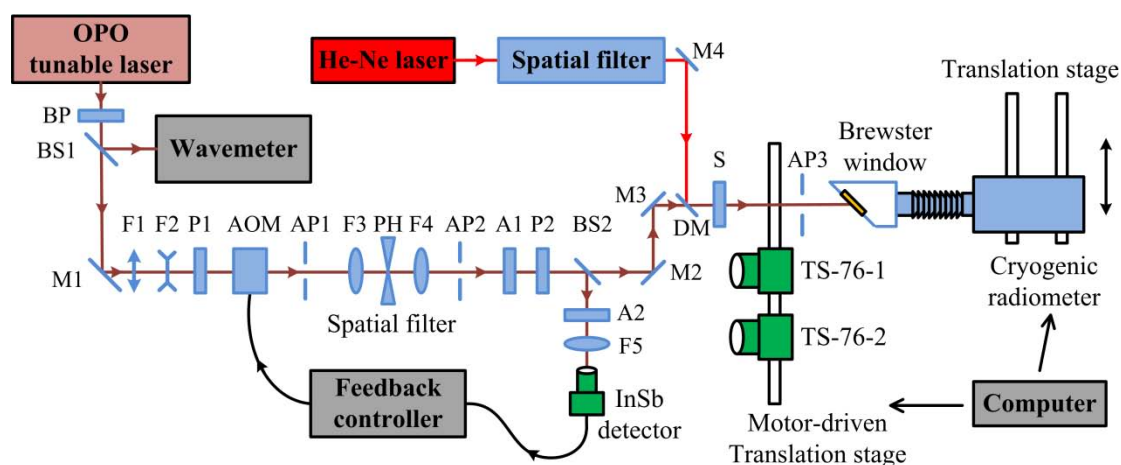 OPO
tunable laser
He-Ne laser
Spatial filter
M4
Translation stage
BP
BS1
Wavemeter
Brewster
window
S
AP3
M3
DM
F1
F2
P1
AOM
AP1
F3
PH
F4
AP2
A1
P2
BS2
M1
M2
TS-76-1
Cryogenic
radiometer
Spatial filter
A2
F5
TS-76-2
Feedback
controller
InSb
detector
Computer
Motor-driven
Translation stage